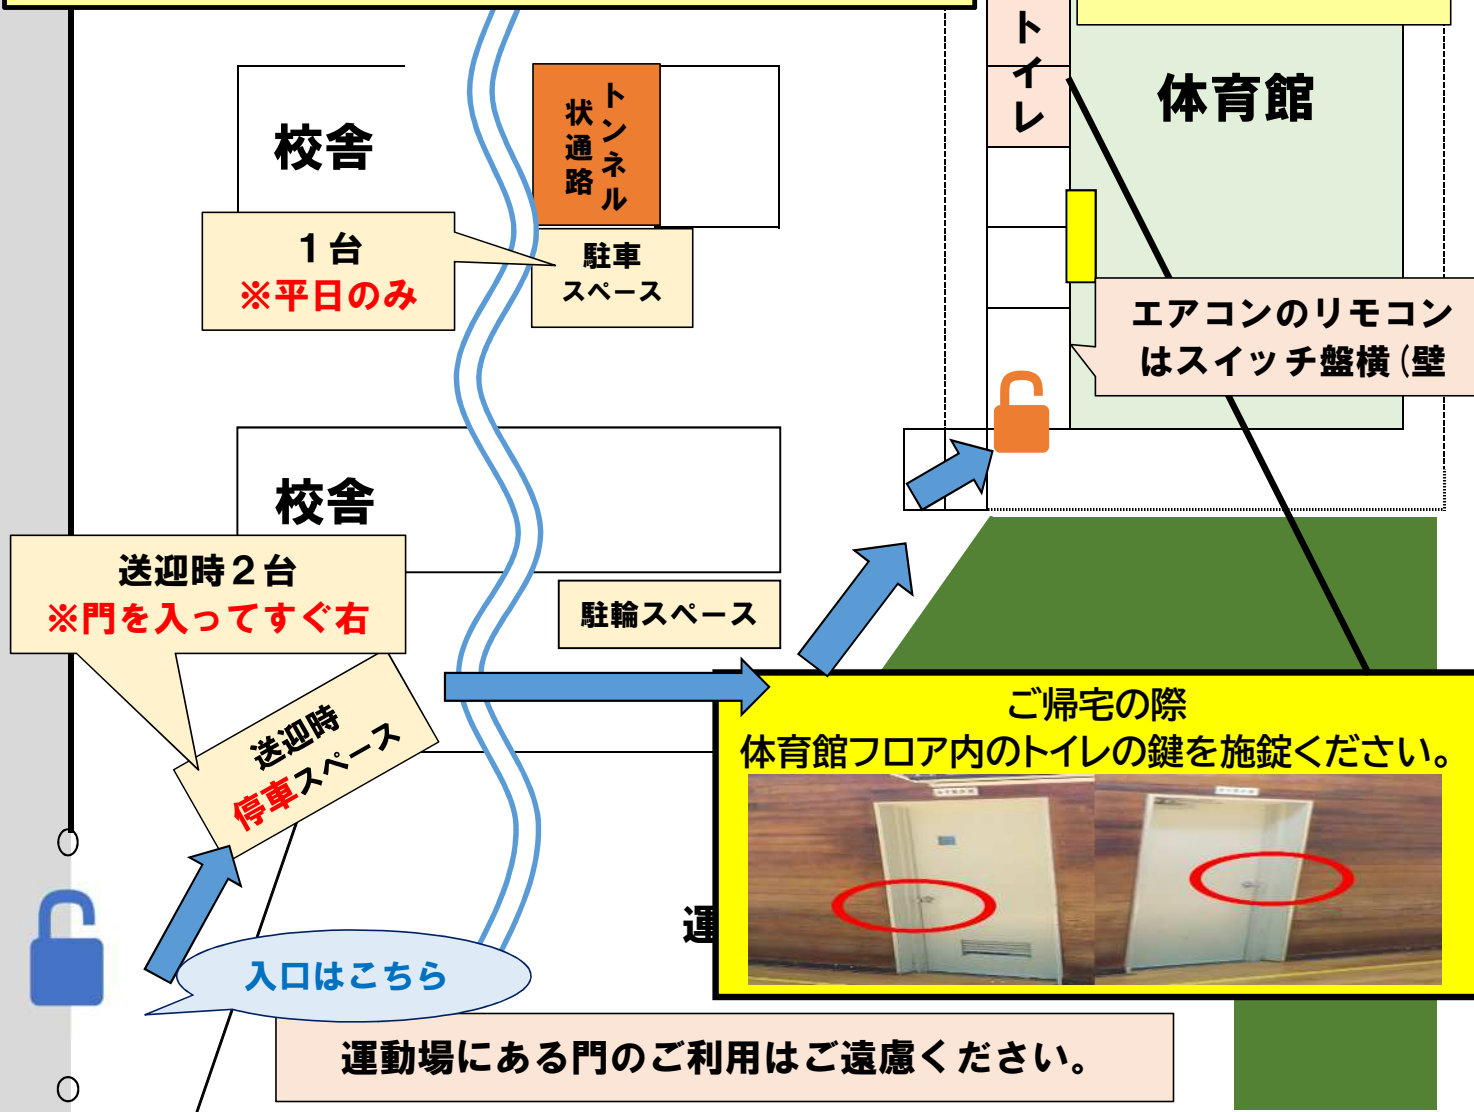 トイレ
体育館
校舎
トンネル
状通路
１台
※平日のみ
駐車
スペース
エアコンのリモコン
はスイッチ盤横(壁
校舎
送迎時２台
※門を入ってすぐ右
駐輪スペース
送迎時
停車スペース
ご帰宅の際
体育館フロア内のトイレの鍵を施錠ください。
運
入口はこちら
運動場にある門のご利用はご遠慮ください。